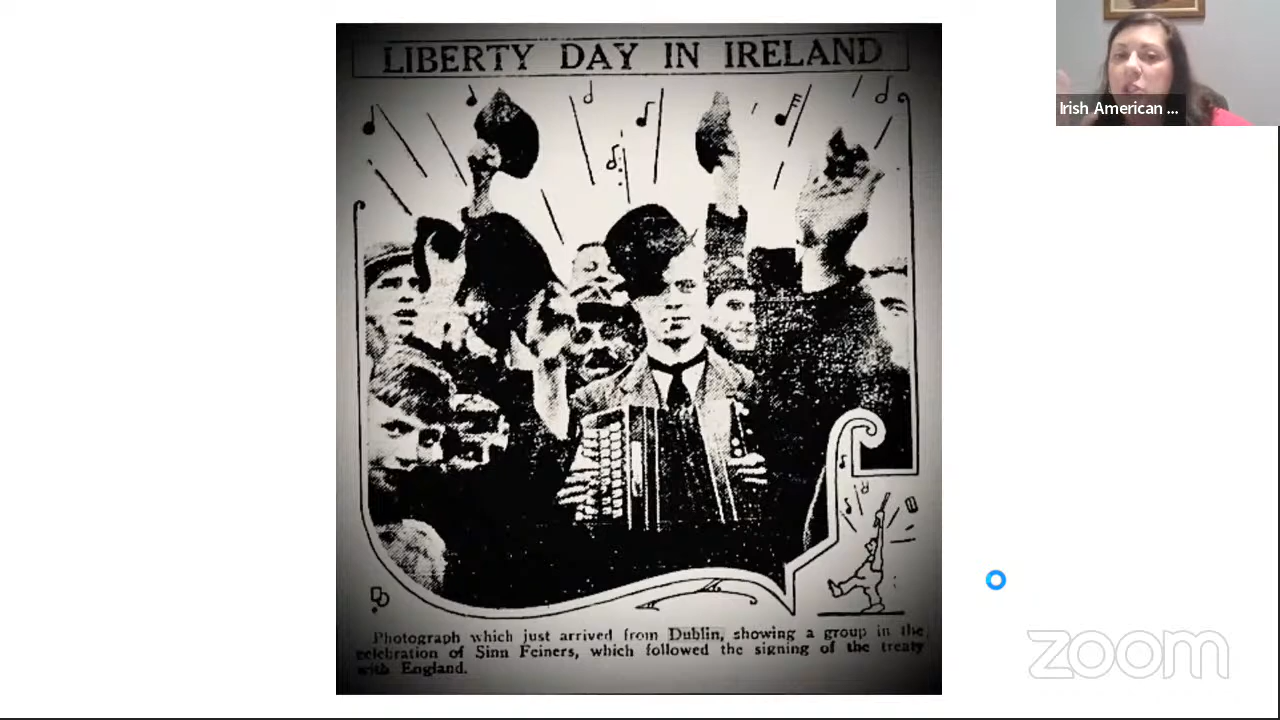 LIBERTY DAY IN IRELAND
Irish American ...
Photograph which just arrived from Dublin, showing a group in the
celebration of Sinn Feiners, which followed the signing of the treaty
with England.
zoom